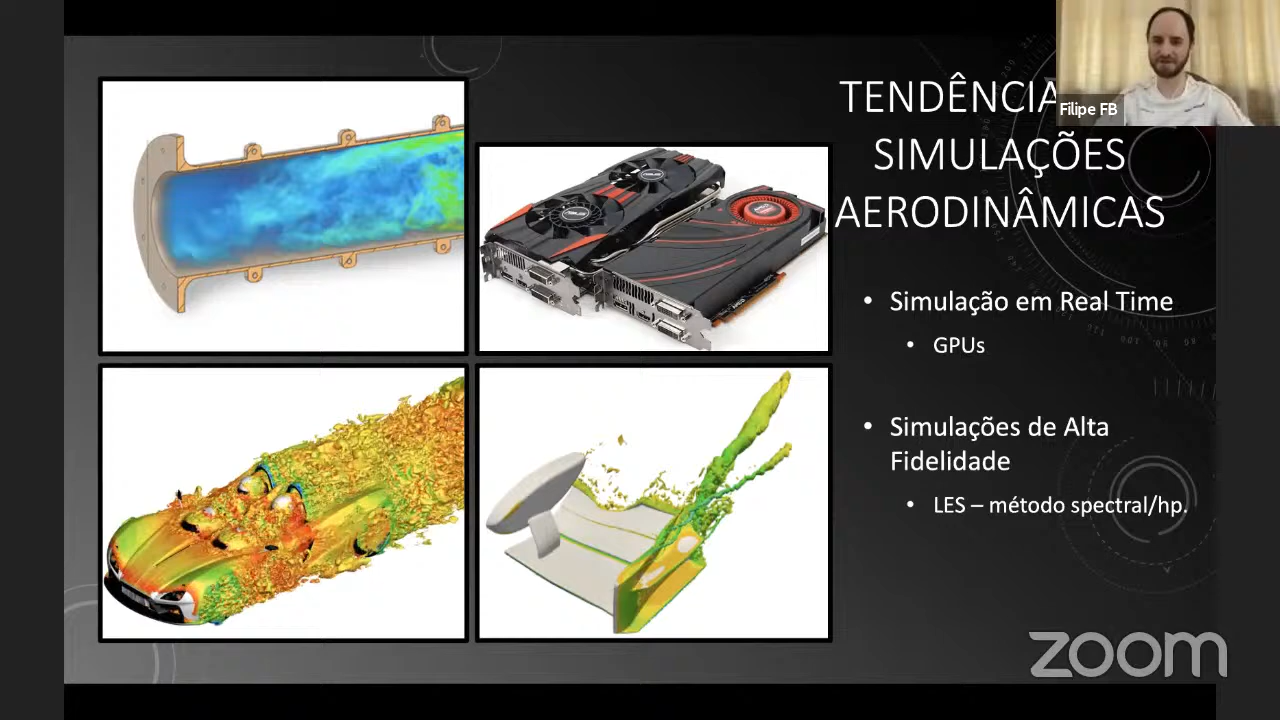 TENDÊNCIA
SIMULAÇÕES
AERODINÂMICAS
Filipe FB
• Simulação em Real Time
• GPUs
• Simulações de Alta
Fidelidade
• LES – método spectral/hp.
zoom